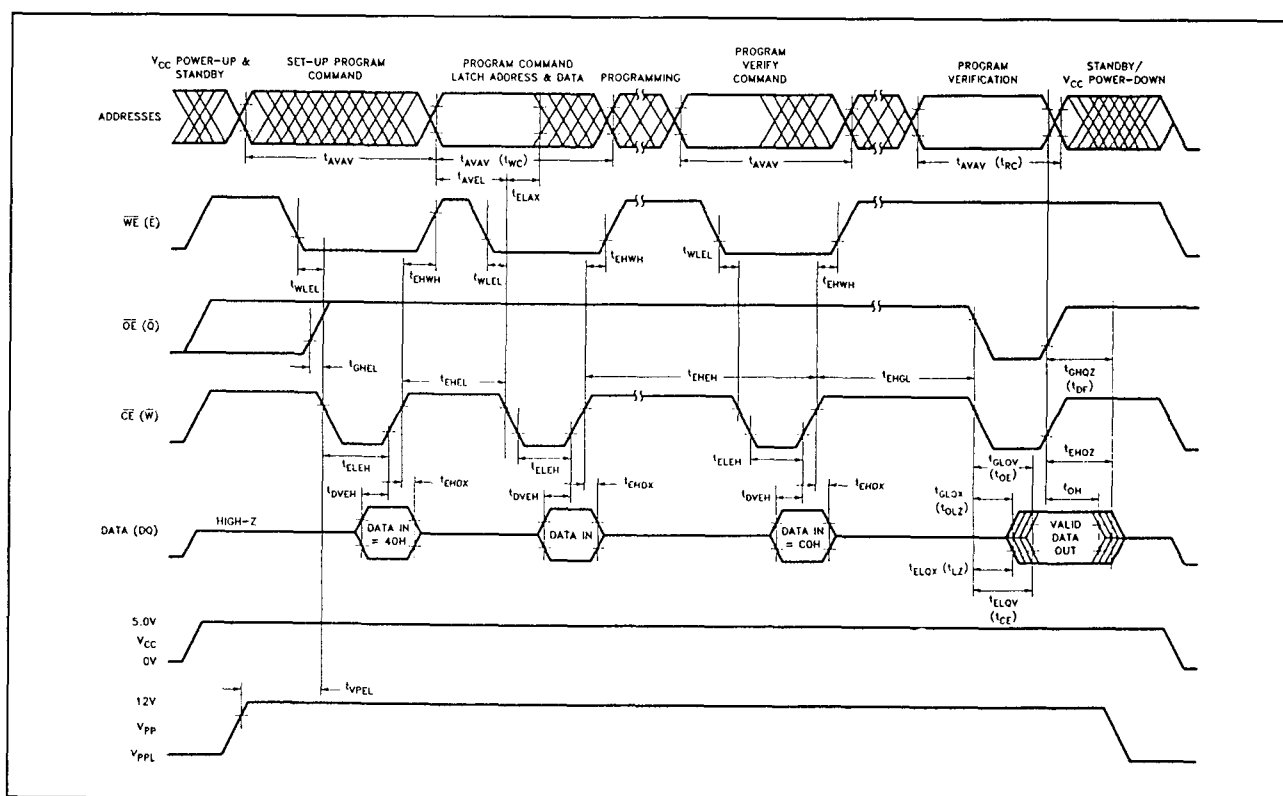 V_CC POWER-UP & STANDBY
SET-UP PROGRAM COMMAND
PROGRAM COMMAND LATCH ADDRESS & DATA
PROGRAMMING
PROGRAM VERIFY COMMAND
PROGRAM VERIFICATION
STANDBY/ V_CC POWER-DOWN
ADDRESSES
t_AVAV
t_AVAV (t_WC)
t_AVAV
t_AVAV (t_RC)
t_AVEL
t_ELAX
W̅E̅ (E̅)
t_WLEL
t_EHWH
t_WLEL
t_EHWH
t_WLEL
t_EHWH
O̅E̅ (G̅)
t_GHEL
t_EHEL
t_EHEH
t_EHGL
t_GHQZ
(t_DF)
C̅E̅ (W̅)
t_ELEH
t_ELEH
t_ELEH
t_GLQV
(t_OE)
t_EHQZ
t_DVEH
t_EHDX
t_DVEH
t_EHDX
t_DVEH
t_EHDX
t_GLQX
(t_OLZ)
t_OH
DATA (DQ)
HIGH-Z
DATA IN
= 40H
DATA IN
DATA IN
= C0H
VALID
DATA
OUT
t_ELQX (t_LZ)
t_ELQV
(t_CE)
5.0V
V_CC
0V
t_VPEL
12V
V_PP
V_PPL